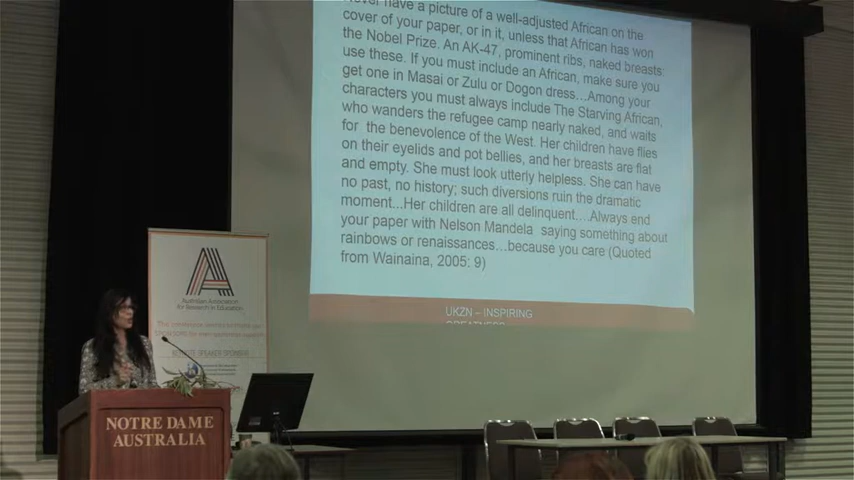 Never have a picture of a well-adjusted African on the
cover of your paper, or in it, unless that African has won
the Nobel Prize. An AK-47, prominent ribs, naked breasts:
use these. If you must include an African, make sure you
get one in Masai or Zulu or Dogon dress…Among your
characters you must always include The Starving African,
who wanders the refugee camp nearly naked, and waits
for the benevolence of the West. Her children have flies
on their eyelids and pot bellies, and her breasts are flat
and empty. She must look utterly helpless. She can have
no past, no history; such diversions ruin the dramatic
moment…Her children are all delinquent….Always end
your paper with Nelson Mandela saying something about
rainbows or renaissances…because you care (Quoted
from Wainaina, 2005: 9)
UKZN – INSPIRING
GREATNESS
Australian Association
for Research in Education
KEYNOTE SPEAKER SPONSORS
NOTRE DAME
AUSTRALIA